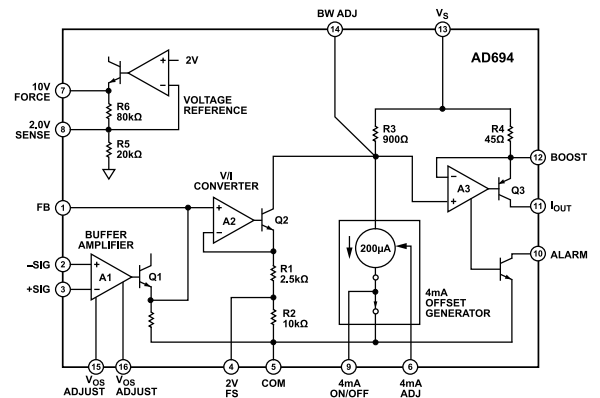 BW ADJ
VS
14
13
AD694
10V
FORCE
7
+
–
2V
VOLTAGE
REFERENCE
R6
80kΩ
2.0V
SENSE
8
R5
20kΩ
R3
900Ω
R4
45Ω
12
BOOST
V/I
CONVERTER
–
+
A3
Q3
11
IOUT
FB
1
+
–
A2
Q2
BUFFER
AMPLIFIER
200µA
10
ALARM
–SIG
2
+SIG
3
+
–
A1
Q1
R1
2.5kΩ
4mA
OFFSET
GENERATOR
R2
10kΩ
15
16
4
5
9
6
VOS
ADJUST
VOS
ADJUST
2V
FS
COM
4mA
ON/OFF
4mA
ADJ